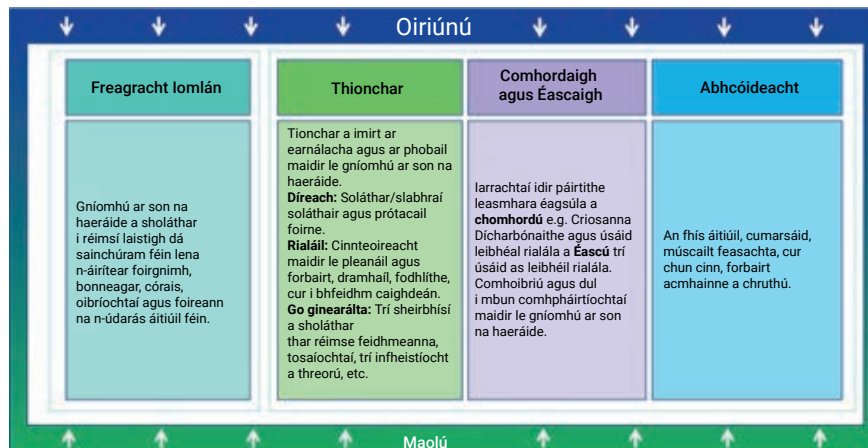 Oiriúnú
Freagracht Iomlán
Gníomhú ar son na
haeráide a sholáthar
i réimsí laistigh dá
sainchúram féin lena
n-áirítear foirgnimh,
bonneagar, córais,
oibríochtaí agus foireann
na n-údarás áitiúil féin.
Thionchar
Tionchar a imirt ar
earnálacha agus ar phobail
maidir le gníomhú ar son na
haeráide.
Díreach: Soláthar/slabhraí
soláthair agus prótacail
foirne.
Rialáil: Cinnteoireacht
maidir le pleanáil agus
forbairt, dramhaíl, fodhlíthe,
cur i bhfeidhm caighdeán.
Go ginearálta: Trí sheirbhísí
a sholáthar
thar réimse feidhmeanna,
tosaíochtaí, trí infheistíocht
a threorú, etc.
Comhordaigh
agus Éascaigh
Iarrachtaí idir páirtithe
leasmhara éagsúla a
chomhordú e.g. Criosanna
Dícharbónaithe agus úsáid
leibhéal rialála a Éascú trí
úsáid as leibhéil rialála.
Comhoibriú agus dul
i mbun comhpháirtíochtaí
maidir le gníomhú ar son
na haeráide.
Abhcóideacht
An fhís áitiúil, cumarsáid,
múscailt feasachta, cur
chun cinn, forbairt
acmhainne a chruthú.
Maolú